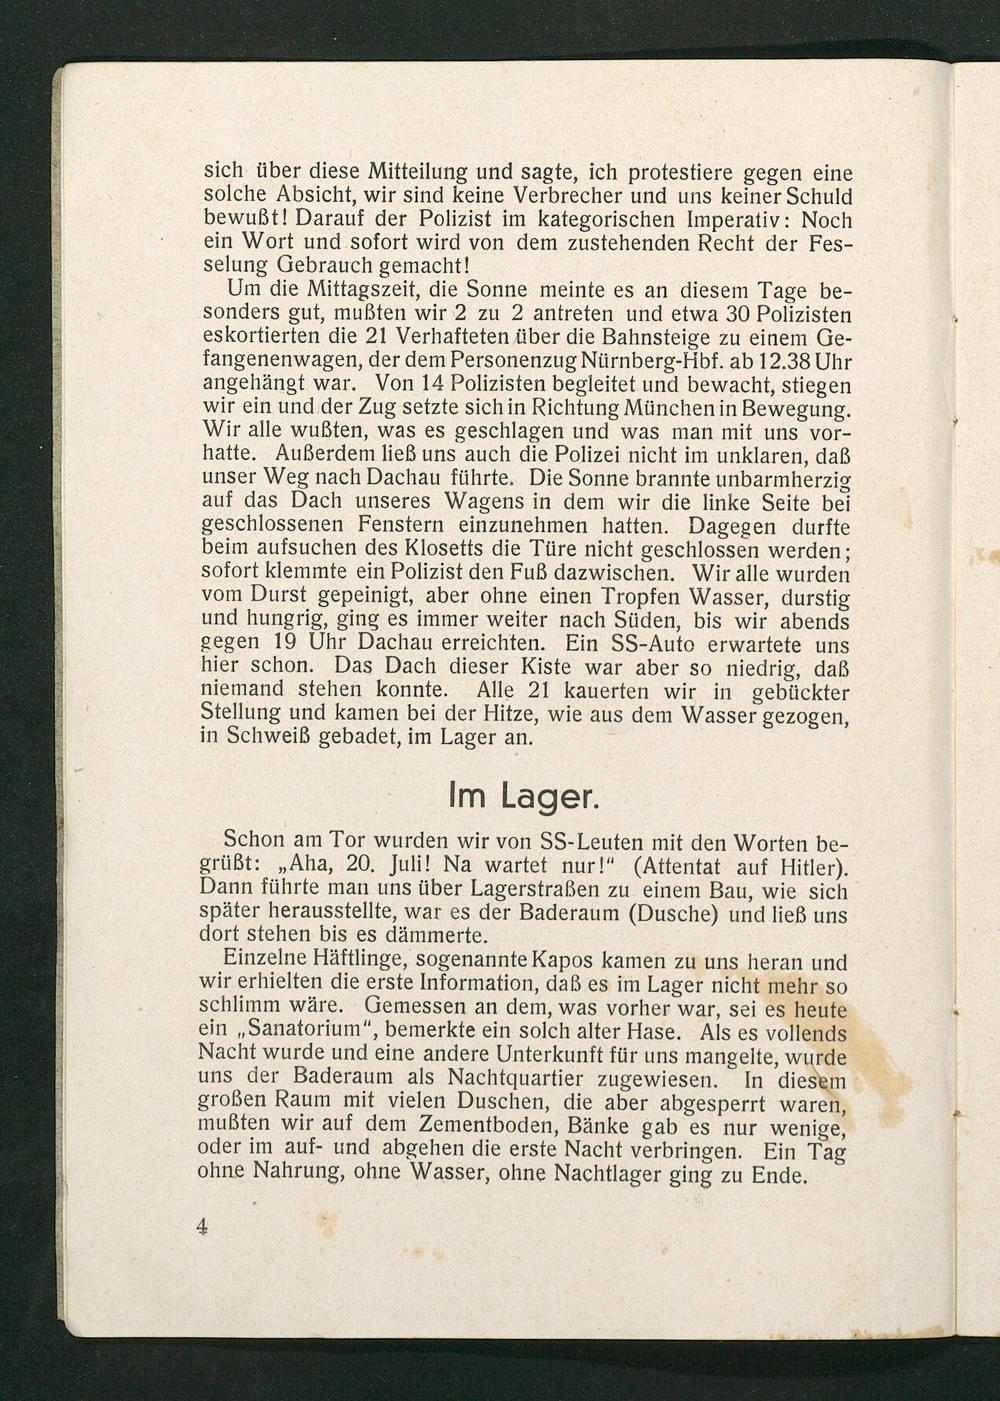 sich über diese Mitteilung und sagte, ich protestiere gegen eine
solche Absicht, wir sind keine Verbrecher und uns keiner Schuld
bewußt! Darauf der Polizist im kategorischen Imperativ: Noch
ein Wort und sofort wird von dem zustehenden Recht der Fes-
selung Gebrauch gemacht!
Um die Mittagszeit, die Sonne meinte es an diesem Tage be-
sonders gut, mußten wir 2 zu 2 antreten und etwa 30 Polizisten
eskortierten die 21 Verhafteten über die Bahnsteige zu einem Ge-
fangenenwagen, der dem Personenzug Nürnberg-Hbf. ab 12.38 Uhr
angehängt war. Von 14 Polizisten begleitet und bewacht, stiegen
wir ein und der Zug setzte sich in Richtung München in Bewegung.
Wir alle wußten, was es geschlagen und was man mit uns vor-
hatte. Außerdem ließ uns auch die Polizei nicht im unklaren, daß
unser Weg nach Dachau führte. Die Sonne brannte unbarmherzig
auf das Dach unseres Wagens in dem wir die linke Seite bei
geschlossenen Fenstern einzunehmen hatten. Dagegen durfte
beim aufsuchen des Klosetts die Türe nicht geschlossen werden;
sofort klemmte ein Polizist den Fuß dazwischen. Wir alle wurden
vom Durst gepeinigt, aber ohne einen Tropfen Wasser, durstig
und hungrig, ging es immer weiter nach Süden, bis wir abends
gegen 19 Uhr Dachau erreichten. Ein SS-Auto erwartete uns
hier schon. Das Dach dieser Kiste war aber so niedrig, daß
niemand stehen konnte. Alle 21 kauerten wir in gebückter
Stellung und kamen bei der Hitze, wie aus dem Wasser gezogen,
in Schweiß gebadet, im Lager an.
Im Lager.
Schon am Tor wurden wir von SS-Leuten mit den Worten be-
grüßt: „Aha, 20. Juli! Na wartet nur!" (Attentat auf Hitler).
Dann führte man uns über Lagerstraßen zu einem Bau, wie sich
später herausstellte, war es der Baderaum (Dusche) und ließ uns
dort stehen bis es dämmerte.
Einzelne Häftlinge, sogenannte Kapos kamen zu uns heran und
wir erhielten die erste Information, daß es im Lager nicht mehr so
schlimm wäre. Gemessen an dem, was vorher war, sei es heute
ein „Sanatorium", bemerkte ein solch alter Hase. Als es vollends
Nacht wurde und eine andere Unterkunft für uns mangelte, wurde
uns der Baderaum als Nachtquartier zugewiesen. In diesem
großen Raum mit vielen Duschen, die aber abgesperrt waren,
mußten wir auf dem Zementboden, Bänke gab es nur wenige,
oder im auf- und abgehen die erste Nacht verbringen. Ein Tag
ohne Nahrung, ohne Wasser, ohne Nachtlager ging zu Ende.
4